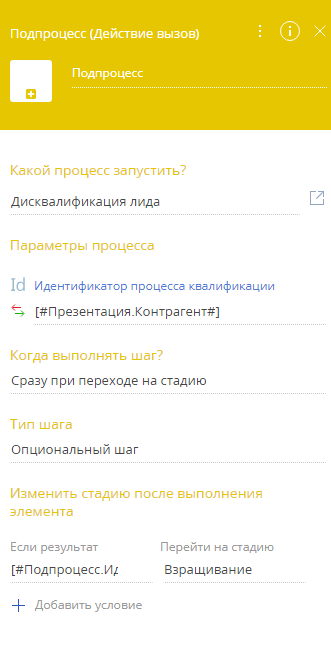 Подпроцесс (Действие вызов)
Подпроцесс
Какой процесс запустить?
Дисквалификация лида
Параметры процесса
Id Идентификатор процесса квалификации
[#Презентация.Контрагент#]
Когда выполнять шаг?
Сразу при переходе на стадию
Тип шага
Опциональный шаг
Изменить стадию после выполнения
элемента
Если результат Перейти на стадию
[#Подпроцесс.Ид Взращивание
Добавить условие